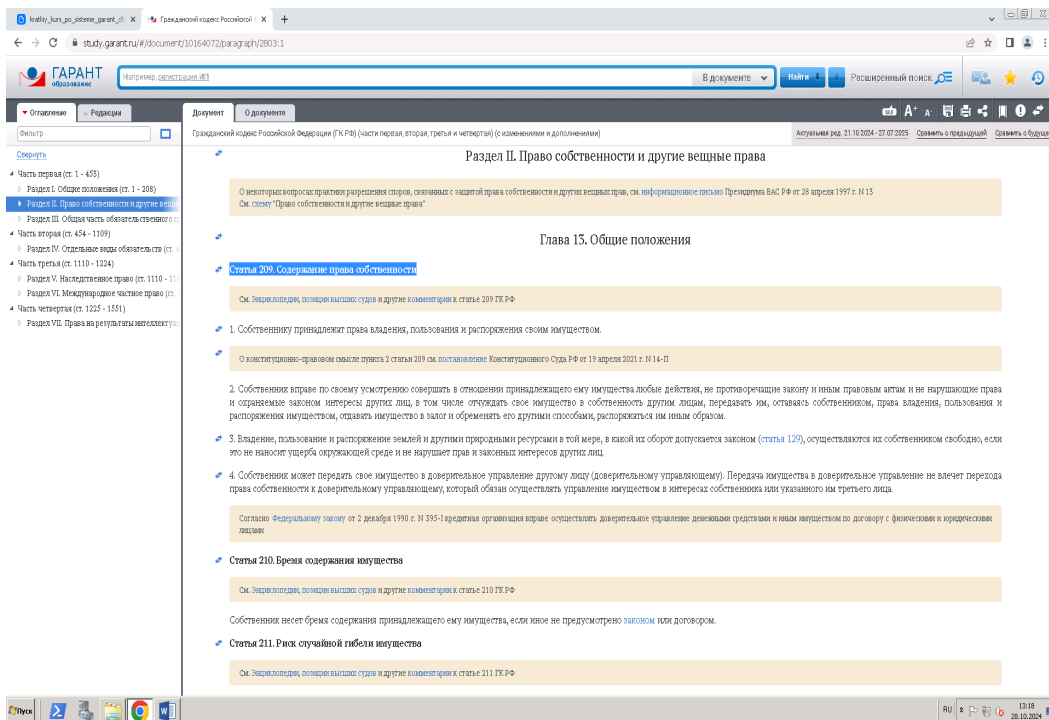 kratkiy_kurs_po_sisteme_garant_dl
Гражданский кодекс Российской
study.garant.ru/#/document/10164072/paragraph/2803:1
ГАРАНТ
образование
Например, регистрация ИП
В документе
Найти
Расширенный поиск
Оглавление
Редакции
Документ
О документе
Фильтр
Гражданский кодекс Российской Федерации (ГК РФ) (части первая, вторая, третья и четвертая) (с изменениями и дополнениями)
Актуальная ред. 21.10.2024 - 27.07.2025
Сравнить с предыдущей
Сравнить с будуще
Свернуть
Часть первая (ст. 1 - 453)
Раздел I. Общие положения (ст. 1 - 208)
Раздел II. Право собственности и другие вещн
Раздел III. Общая часть обязательственного
Часть вторая (ст. 454 - 1109)
Раздел IV. Отдельные виды обязательств (ст.
Часть третья (ст. 1110 - 1224)
Раздел V. Наследственное право (ст. 1110 -
Раздел VI. Международное частное право (ст.
Часть четвертая (ст. 1225 - 1551)
Раздел VII. Права на результаты интеллектуа
Раздел II. Право собственности и другие вещные права
О некоторых вопросах практики разрешения споров, связанных с защитой права собственности и других вещных прав, см. информационное письмо Президиума ВАС РФ от 28 апреля 1997 г. N 13
См. схему "Право собственности и другие вещные права"
Глава 13. Общие положения
Статья 209. Содержание права собственности
См. Энциклопедии, позиции высших судов и другие комментарии к статье 209 ГК РФ
1. Собственнику принадлежат права владения, пользования и распоряжения своим имуществом.
О конституционно-правовом смысле пункта 2 статьи 209 см. постановление Конституционного Суда РФ от 19 апреля 2021 г. N 14-П
2. Собственник вправе по своему усмотрению совершать в отношении принадлежащего ему имущества любые действия, не противоречащие закону и иным правовым актам и не нарушающие права
и охраняемые законом интересы других лиц, в том числе отчуждать свое имущество в собственность другим лицам, передавать им, оставаясь собственником, права владения, пользования и
распоряжения имуществом, отдавать имущество в залог и обременять его другими способами, распоряжаться им иным образом.
3. Владение, пользование и распоряжение землей и другими природными ресурсами в той мере, в какой их оборот допускается законом (статья 129), осуществляются их собственником свободно, если
это не наносит ущерба окружающей среде и не нарушает прав и законных интересов других лиц.
4. Собственник может передать свое имущество в доверительное управление другому лицу (доверительному управляющему). Передача имущества в доверительное управление не влечет перехода
права собственности к доверительному управляющему, который обязан осуществлять управление имуществом в интересах собственника или указанного им третьего лица.
Согласно Федеральному закону от 2 декабря 1990 г. N 395-I кредитная организация вправе осуществлять доверительное управление денежными средствами и иным имуществом по договору с физическими и юридическими
лицами
Статья 210. Бремя содержания имущества
См. Энциклопедии, позиции высших судов и другие комментарии к статье 210 ГК РФ
Собственник несет бремя содержания принадлежащего ему имущества, если иное не предусмотрено законом или договором.
Статья 211. Риск случайной гибели имущества
См. Энциклопедии, позиции высших судов и другие комментарии к статье 211 ГК РФ
Пуск
RU
13:18
28.10.2024